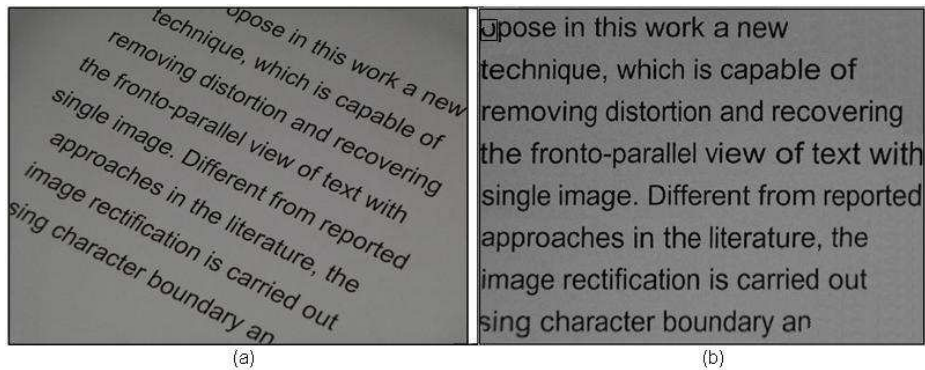 opose in this work a new
technique, which is capable of
removing distortion and recovering
the fronto-parallel view of text with
single image. Different from reported
approaches in the literature, the
image rectification is carried out
sing character boundary an
(a)
upose in this work a new
technique, which is capable of
removing distortion and recovering
the fronto-parallel view of text with
single image. Different from reported
approaches in the literature, the
image rectification is carried out
sing character boundary an
(b)